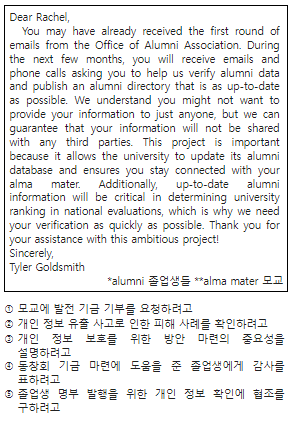 Dear Rachel,
You may have already received the first round of
emails from the Office of Alumni Association. During
the next few months, you will receive emails and
phone calls asking you to help us verify alumni data
and publish an alumni directory that is as up-to-date
as possible. We understand you might not want to
provide your information to just anyone, but we can
guarantee that your information will not be shared
with any third parties. This project is important
because it allows the university to update its alumni
database and ensures you stay connected with your
alma mater. Additionally, up-to-date alumni
information will be critical in determining university
ranking in national evaluations, which is why we need
your verification as quickly as possible. Thank you for
your assistance with this ambitious project!
Sincerely,
Tyler Goldsmith
*alumni 졸업생들 **alma mater 모교
① 모교에 발전 기금 기부를 요청하려고
② 개인 정보 유출 사고로 인한 피해 사례를 확인하려고
③ 개인 정보 보호를 위한 방안 마련의 중요성을
설명하려고
④ 동창회 기금 마련에 도움을 준 졸업생에게 감사를
표하려고
⑤ 졸업생 명부 발행을 위한 개인 정보 확인에 협조를
구하려고